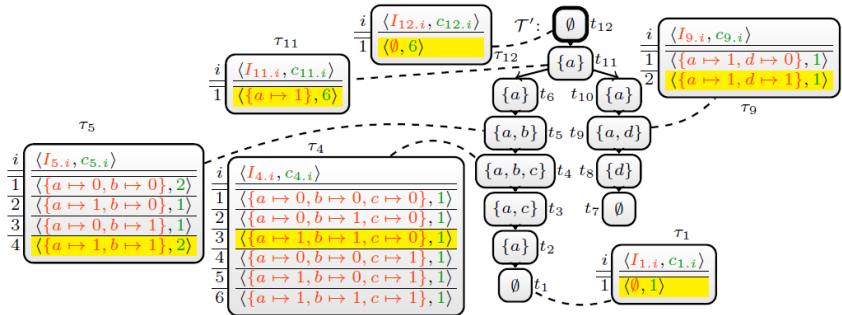 𝒯′: ∅ t₁₂
{a} t₁₁
{a} t₆
t₁₀ {a}
{a, b} t₅
t₉ {a, d}
{a, b, c} t₄
t₈ {d}
{a, c} t₃
t₇ ∅
{a} t₂
∅ t₁
τ₁₂
i ⟨I₁₂.ᵢ, c₁₂.ᵢ⟩
1 ⟨∅, 6⟩
τ₁₁
i ⟨I₁₁.ᵢ, c₁₁.ᵢ⟩
1 ⟨{a ↦ 1}, 6⟩
i ⟨I₉.ᵢ, c₉.ᵢ⟩
1 ⟨{a ↦ 1, d ↦ 0}, 1⟩
2 ⟨{a ↦ 1, d ↦ 1}, 1⟩
τ₉
τ₅
i ⟨I₅.ᵢ, c₅.ᵢ⟩
1 ⟨{a ↦ 0, b ↦ 0}, 2⟩
2 ⟨{a ↦ 0, b ↦ 1}, 1⟩
3 ⟨{a ↦ 0, b ↦ 0}, 1⟩
4 ⟨{a ↦ 1, b ↦ 1}, 2⟩
τ₄
i ⟨I₄.ᵢ, c₄.ᵢ⟩
1 ⟨{a ↦ 0, b ↦ 0, c ↦ 0}, 1⟩
2 ⟨{a ↦ 0, b ↦ 1, c ↦ 0}, 1⟩
3 ⟨{a ↦ 1, b ↦ 1, c ↦ 0}, 1⟩
4 ⟨{a ↦ 0, b ↦ 0, c ↦ 1}, 1⟩
5 ⟨{a ↦ 1, b ↦ 0, c ↦ 1}, 1⟩
6 ⟨{a ↦ 1, b ↦ 1, c ↦ 1}, 1⟩
τ₁
i ⟨I₁.ᵢ, c₁.ᵢ⟩
1 ⟨∅, 1⟩